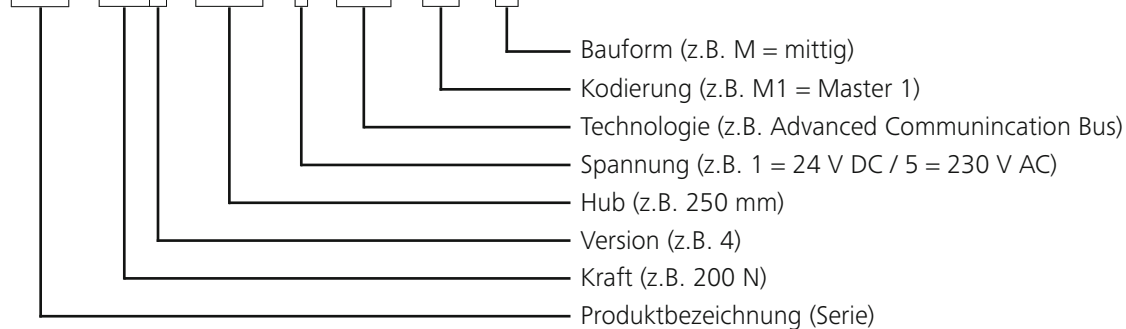 Bauform (z.B. M = mittig)
Kodierung (z.B. M1 = Master 1)
Technologie (z.B. Advanced Communincation Bus)
Spannung (z.B. 1 = 24 V DC / 5 = 230 V AC)
Hub (z.B. 250 mm)
Version (z.B. 4)
Kraft (z.B. 200 N)
Produktbezeichnung (Serie)